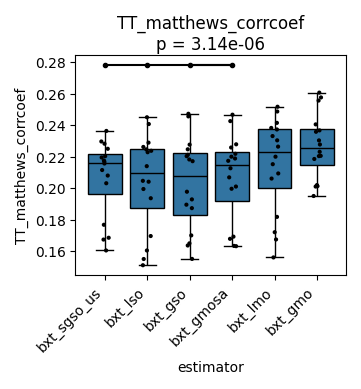 TT_matthews_corrcoef
p = 3.14e-06
TT_matthews_corrcoef
0.28
0.26
0.24
0.22
0.20
0.18
0.16
bxt_sgso_us
bxt_lso
bxt_gso
bxt_gmosa
bxt_lmo
bxt_gmo
estimator